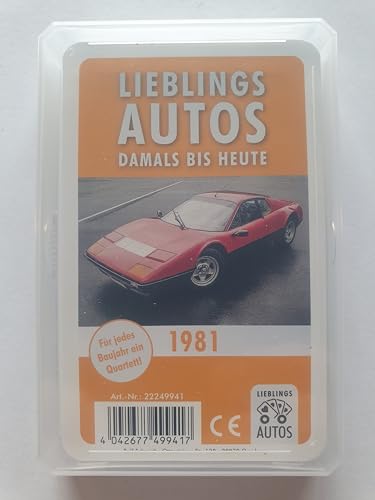 LIEBLINGS
AUTOS
DAMALS BIS HEUTE
Für jedes
Baujahr ein
Quartett!
1981
Art.-Nr.: 22249941
4 042677 499417
CE
LIEBLINGS
AUTOS